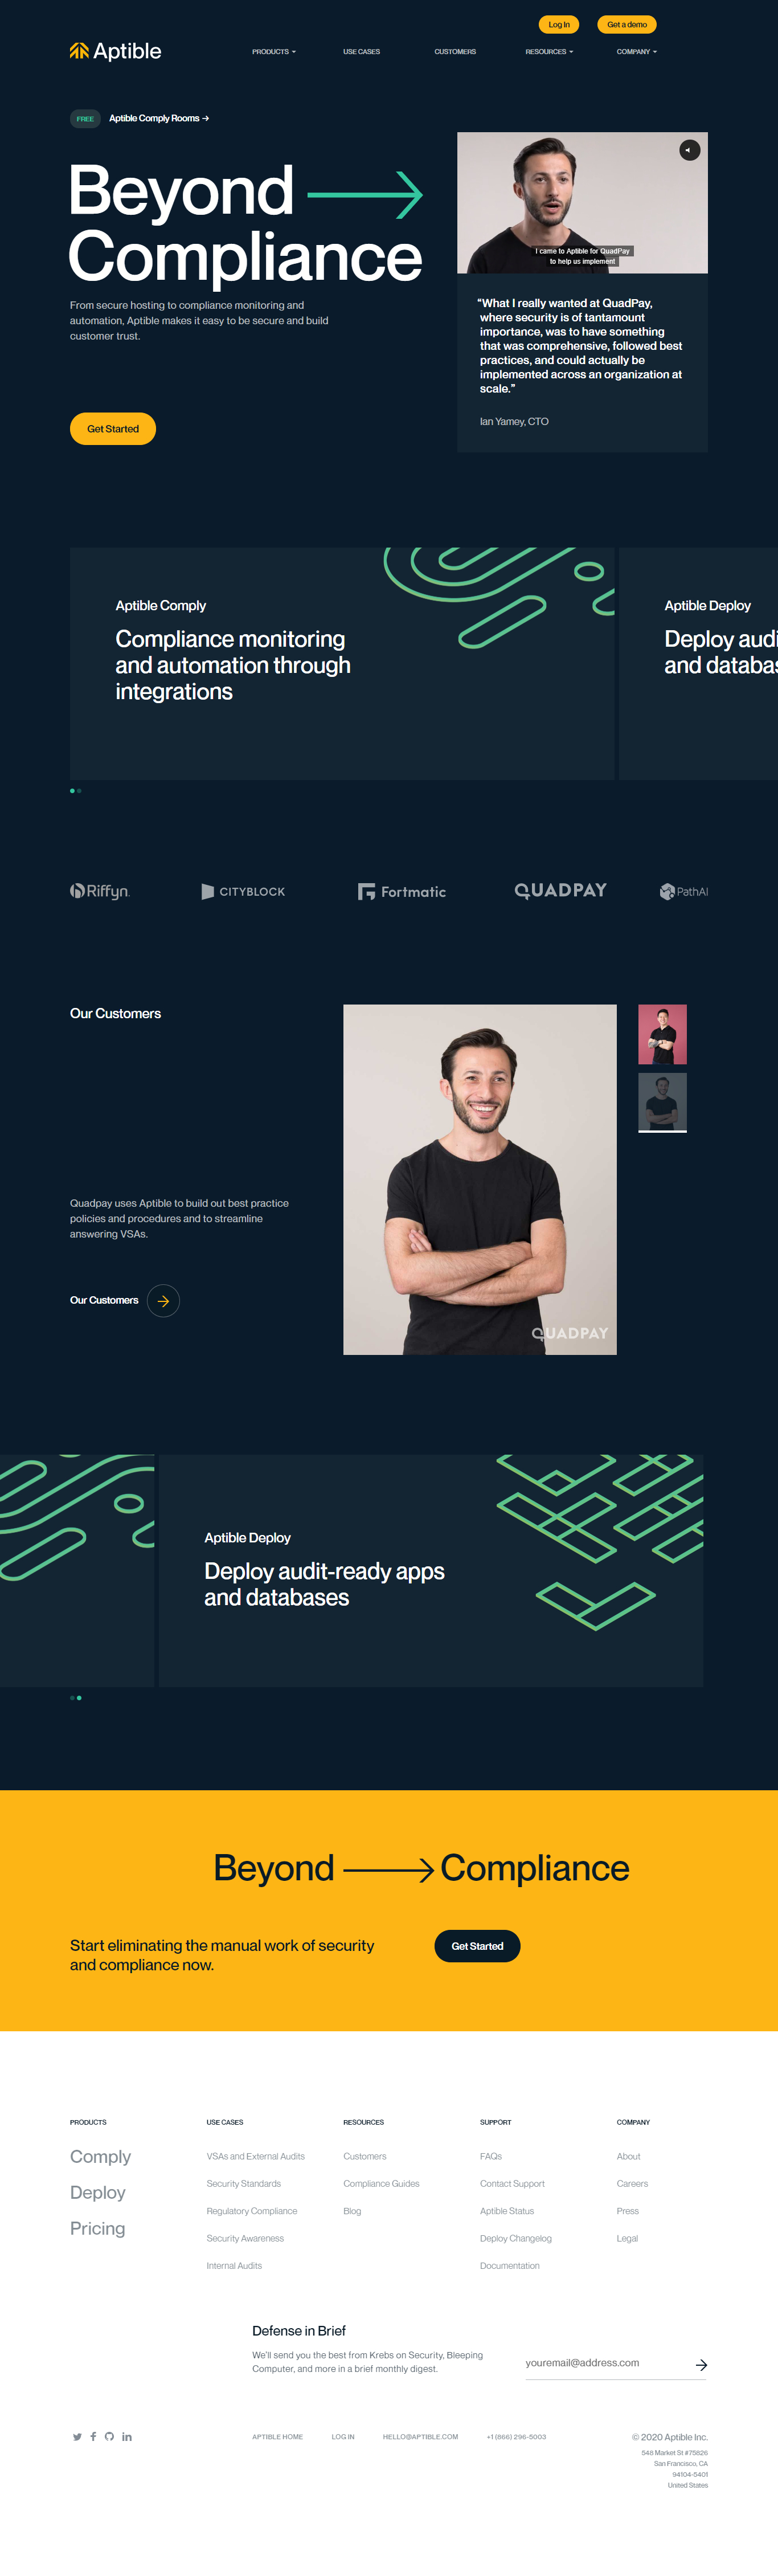 Log In
Get a demo
Aptible
PRODUCTS
USE CASES
CUSTOMERS
RESOURCES
COMPANY
FREE
Aptible Comply Rooms →
Beyond
Compliance
From secure hosting to compliance monitoring and
automation, Aptible makes it easy to be secure and build
customer trust.
Get Started
I came to Aptible for QuadPay
to help us implement
“What I really wanted at QuadPay,
where security is of tantamount
importance, was to have something
that was comprehensive, followed best
practices, and could actually be
implemented across an organization at
scale.”
Ian Yamey, CTO
Aptible Comply
Compliance monitoring
and automation through
integrations
Aptible Deploy
Deploy audi
and databas
Riffyn
CITYBLOCK
Fortmatic
QUADPAY
PathAI
Our Customers
Quadpay uses Aptible to build out best practice
policies and procedures and to streamline
answering VSAs.
Our Customers
QUADPAY
Aptible Deploy
Deploy audit-ready apps
and databases
Beyond Compliance
Start eliminating the manual work of security
and compliance now.
Get Started
PRODUCTS
Comply
Deploy
Pricing
USE CASES
VSAs and External Audits
Security Standards
Regulatory Compliance
Security Awareness
Internal Audits
RESOURCES
Customers
Compliance Guides
Blog
SUPPORT
FAQs
Contact Support
Aptible Status
Deploy Changelog
Documentation
COMPANY
About
Careers
Press
Legal
Defense in Brief
We'll send you the best from Krebs on Security, Bleeping
Computer, and more in a brief monthly digest.
youremail@address.com
APTIBLE HOME
LOG IN
HELLO@APTIBLE.COM
+1 (866) 296-5003
© 2020 Aptible Inc.
548 Market St #75826
San Francisco, CA
94104-5401
United States